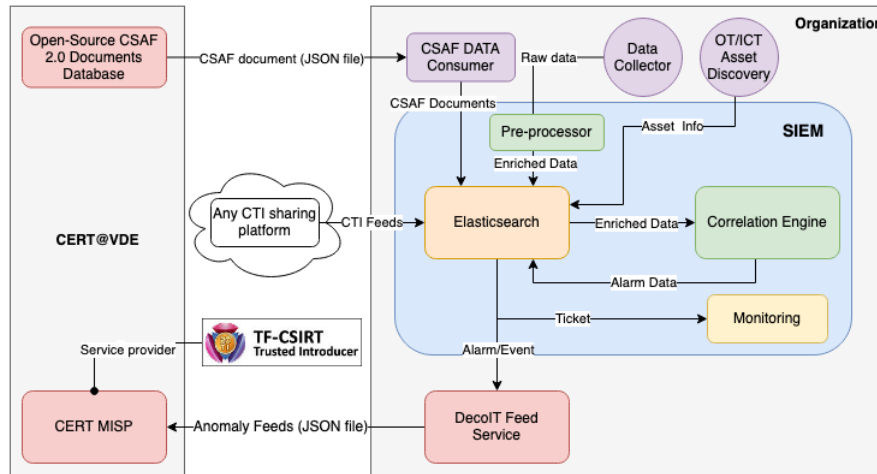 Organization
Open-Source CSAF
2.0 Documents
Database
CSAF document (JSON file)
CSAF DATA
Consumer
Raw data
Data
Collector
OT/ICT
Asset
Discovery
CSAF Documents
Pre-processor
Asset Info
SIEM
Enriched Data
Any CTI sharing
platform
CTI Feeds
Elasticsearch
Enriched Data
Correlation Engine
CERT@VDE
Alarm Data
TF-CSIRT
Trusted Introducer
Ticket
Monitoring
Service provider
Alarm/Event
CERT MISP
Anomaly Feeds (JSON file)
DecoIT Feed
Service